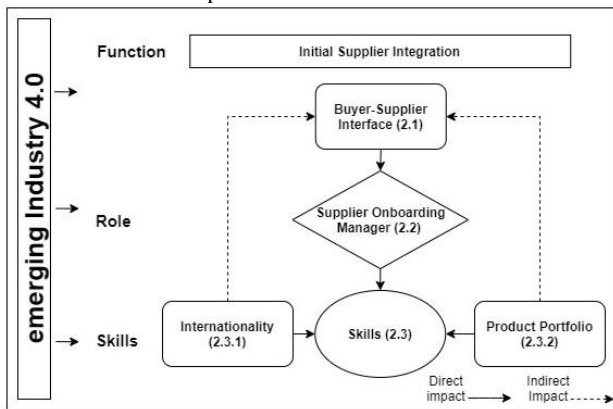 emerging Industry 4.0
Function
Initial Supplier Integration
Buyer-Supplier
Interface (2.1)
Role
Supplier Onboarding
Manager (2.2)
Skills
Internationality
(2.3.1)
Skills (2.3)
Product Portfolio
(2.3.2)
Direct
impact
Indirect
Impact